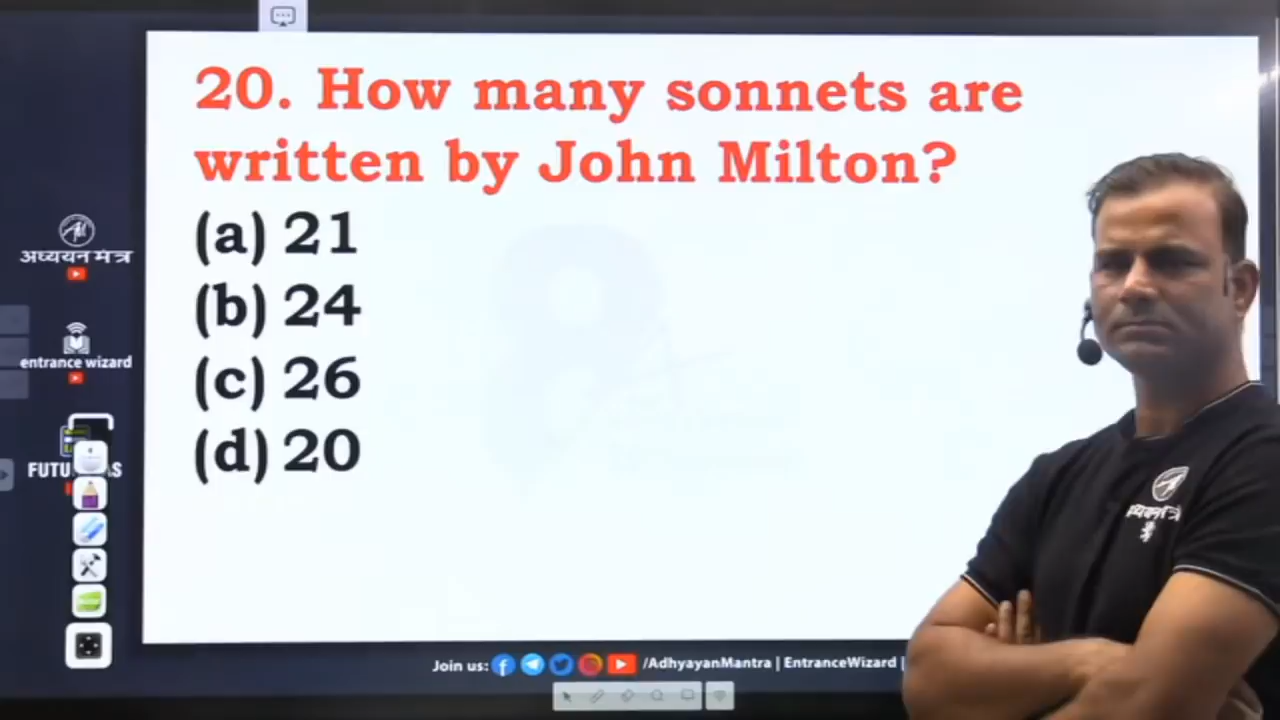 20. How many sonnets are
written by John Milton?
(a) 21
(b) 24
(c) 26
(d) 20
अध्ययन मंत्र
entrance wizard
Join us: /AdhyayanMantra | EntranceWizard |